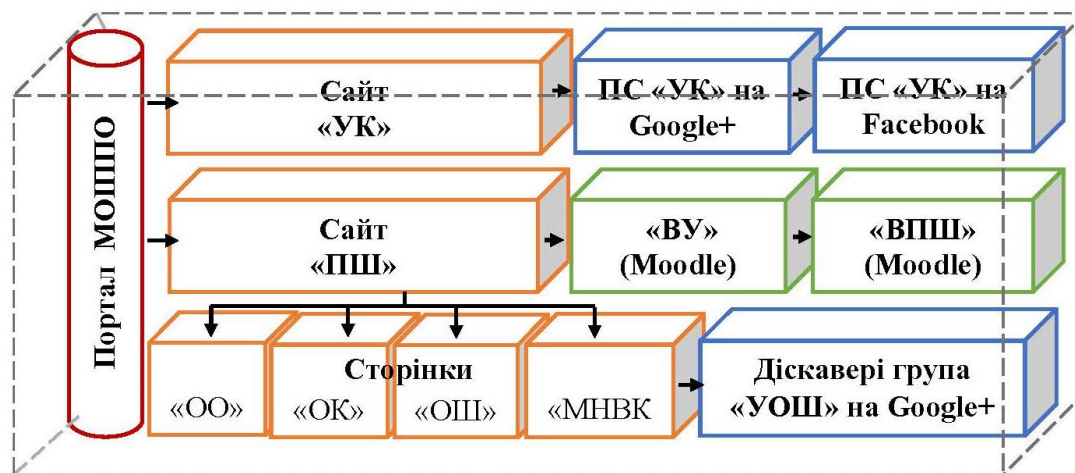 Портал МОППО
Сайт
«УК»
ПС «УК» на
Google+
ПС «УК» на
Facebook
Сайт
«ПШ»
«ВУ»
(Moodle)
«ВПШ»
(Moodle)
Сторінки
«ОО»
«ОК»
«ОШ»
«МНВК
Діскавері група
«УОШ» на Google+